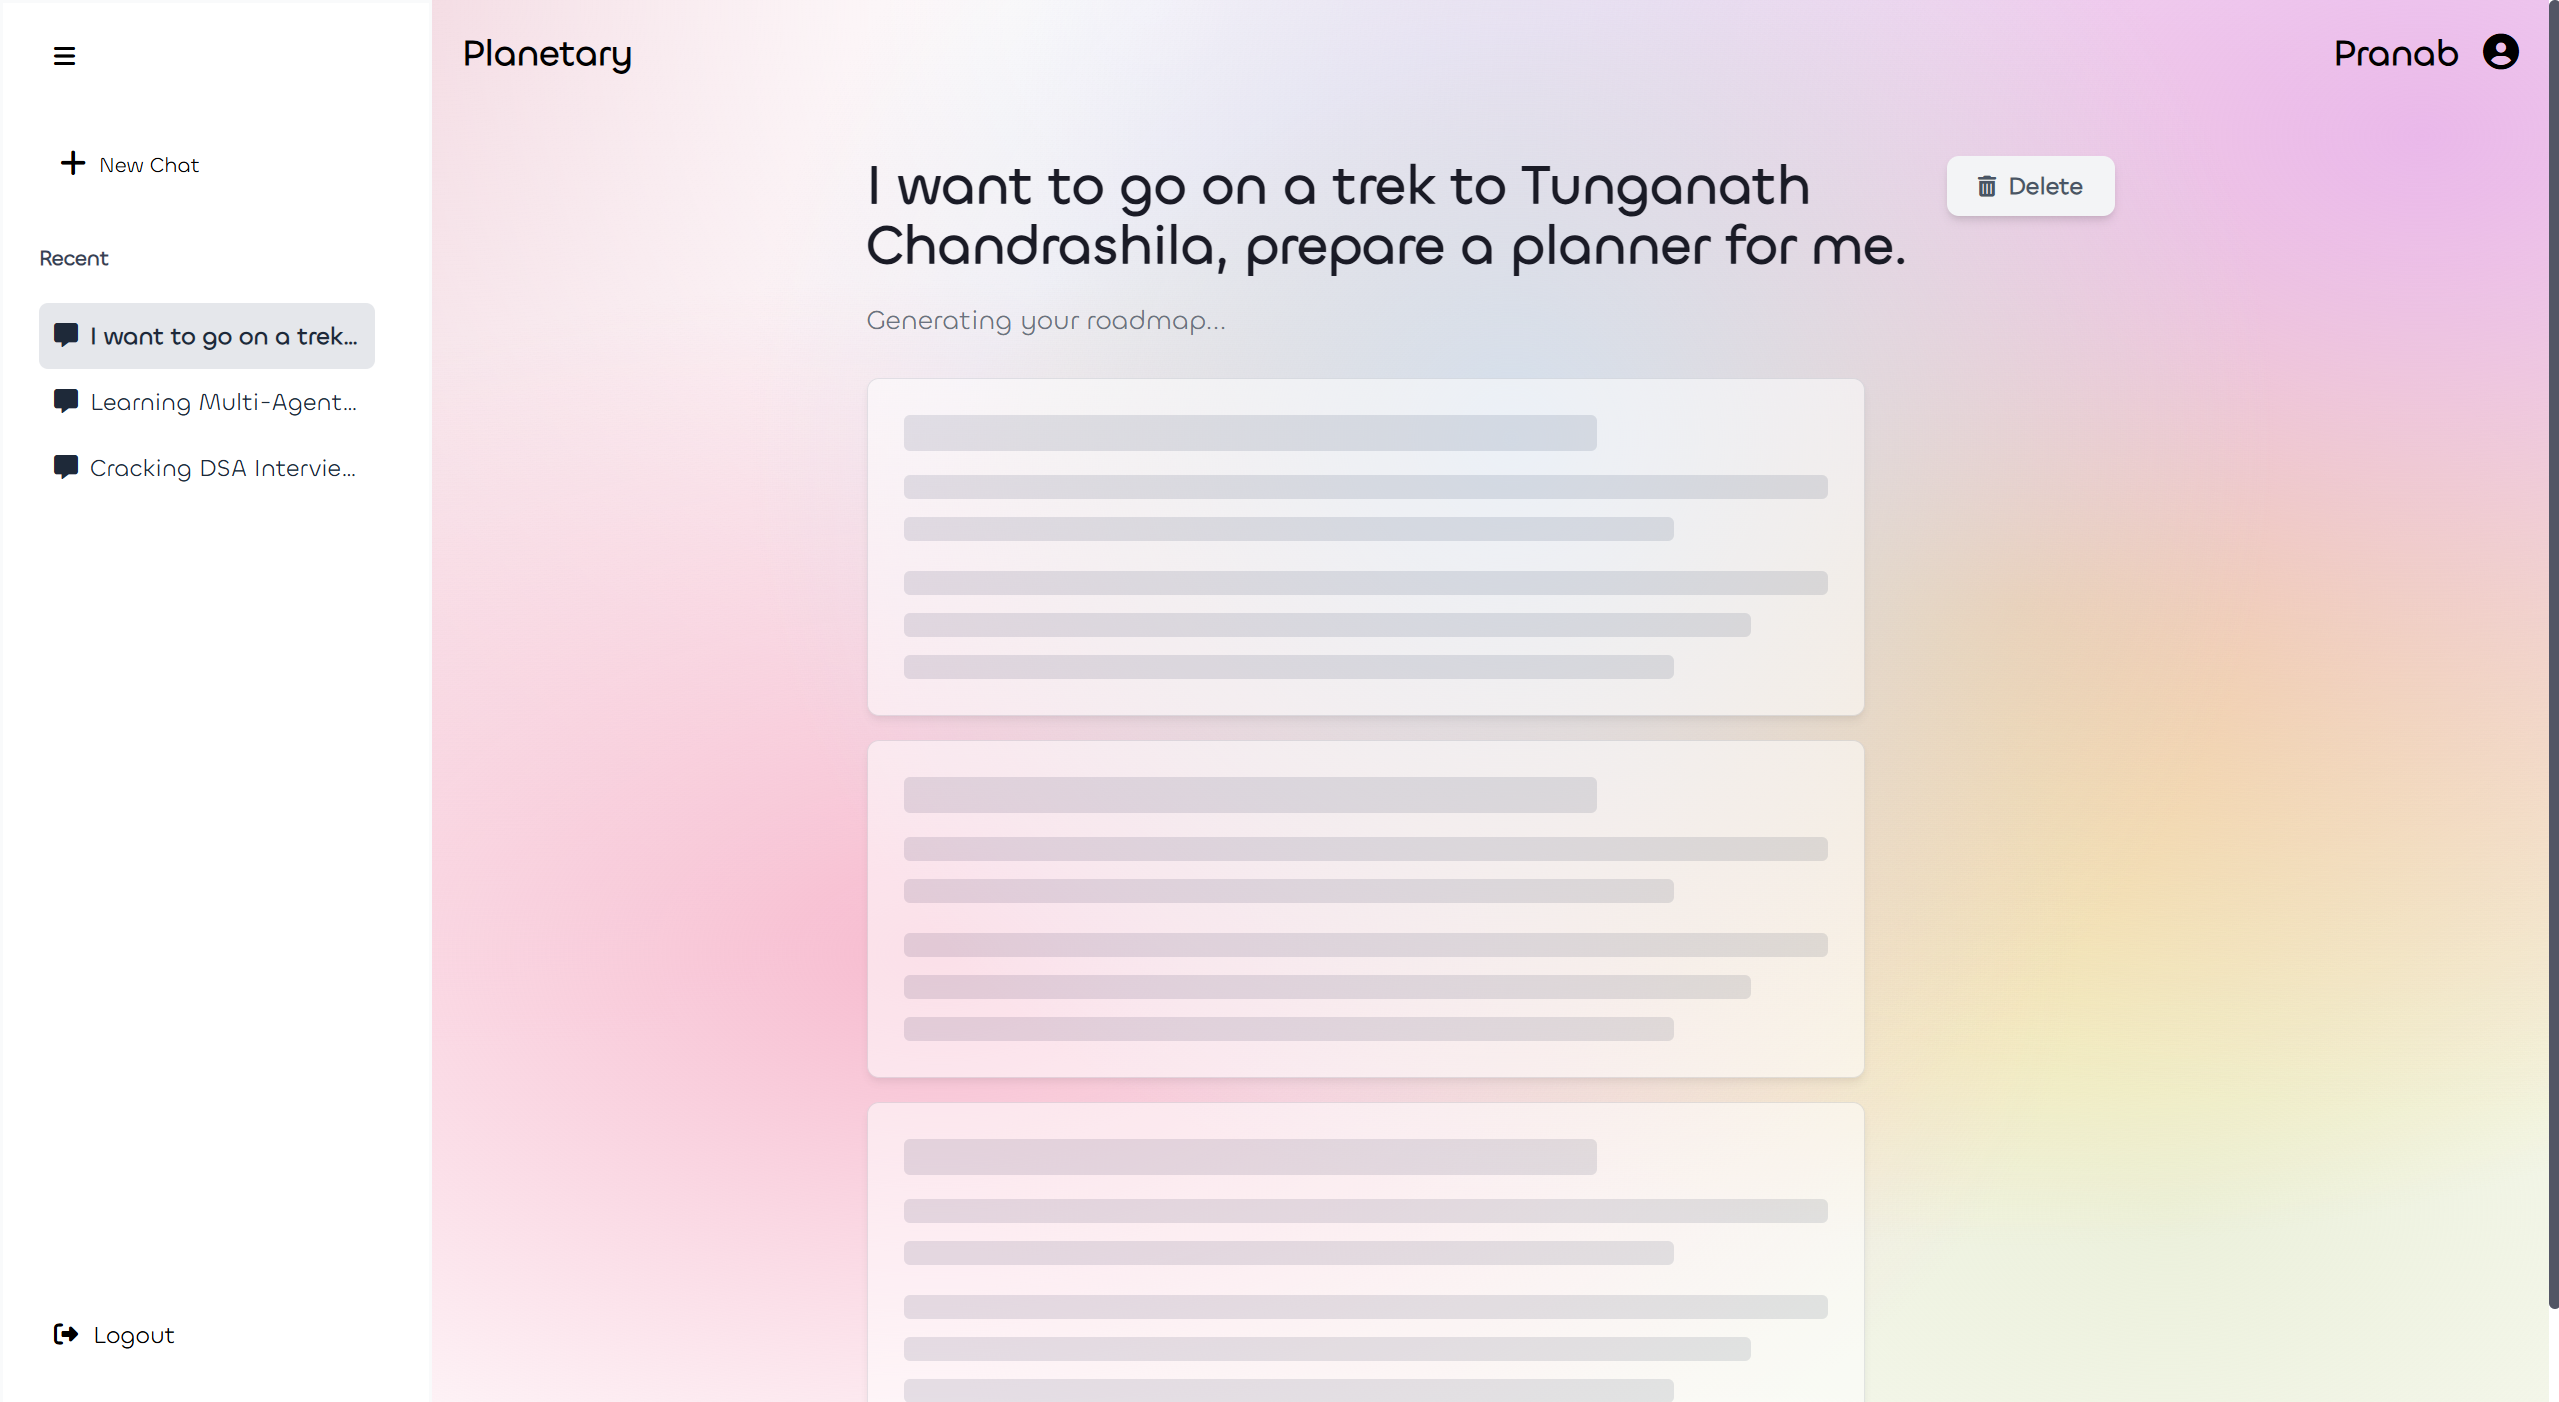 Planetary
Pranab
New Chat
Recent
I want to go on a trek...
Learning Multi-Agent...
Cracking DSA Intervie...
Logout
I want to go on a trek to Tunganath
Chandrashila, prepare a planner for me.
Delete
Generating your roadmap...